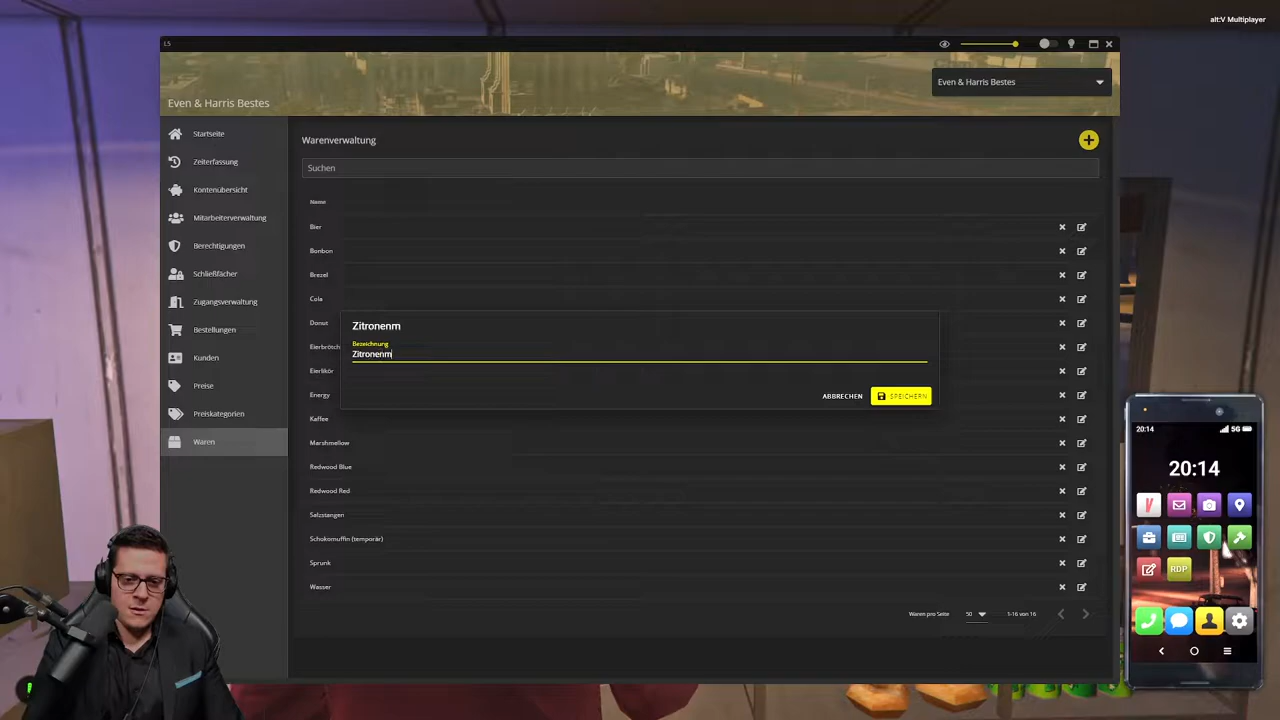 alt:V Multiplayer
L5
Even & Harris Bestes
Even & Harris Bestes
Startseite
Zeiterfassung
Kontenübersicht
Mitarbeiterverwaltung
Berechtigungen
Schließfächer
Zugangsverwaltung
Bestellungen
Kunden
Preise
Preiskategorien
Waren
Warenverwaltung
Suchen
Name
Bier
Bonbon
Brezel
Cola
Donut
Eierbrötch
Eierlikör
Energy
Kaffee
Marshmellow
Redwood Blue
Redwood Red
Salzstangen
Schokomuffin (temporär)
Sprunk
Wasser
Zitronenm
Bezeichnung
Zitronenm
ABBRECHEN SPEICHERN
Waren pro Seite 50 1-16 von 16
20:14 5G
20:14
RDP